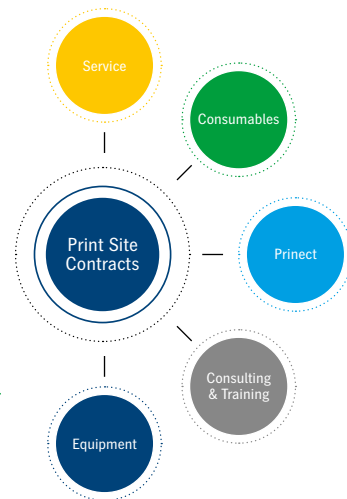 Service
Consumables
Print Site
Contracts
Prinect
Consulting
& Training
Equipment